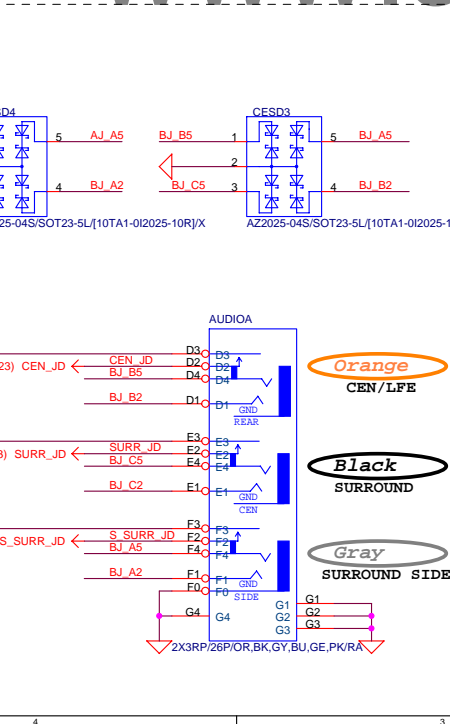 SD4
CESD3
5 AJ_A5
BJ_B5 1
5 BJ_A5
2
4 BJ_A2
BJ_C5 3
4 BJ_B2
25-04S/SOT23-5L/[10TA1-0I2025-10R]/X
AZ2025-04S/SOT23-5L/[10TA1-0I2025-1
AUDIOA
D3 D3
23) CEN_JD CEN_JD D2 D2
BJ_B5 D4 D4
BJ_B2 D1 D1
GND
REAR
Orange
CEN/LFE
E3 E3
) SURR_JD SURR_JD E2 E2
BJ_C5 E4 E4
BJ_C2 E1 E1
GND
CEN
Black
SURROUND
F3 F3
S_SURR_JD S_SURR_JD F2 F2
BJ_A5 F4 F4
BJ_A2 F1 F1
GND
F0 F0
SIDE
Gray
SURROUND SIDE
G1 G1
G4 G4
G2 G2
G3 G3
2X3RP/26P/OR,BK,GY,BU,GE,PK/RA
4 3